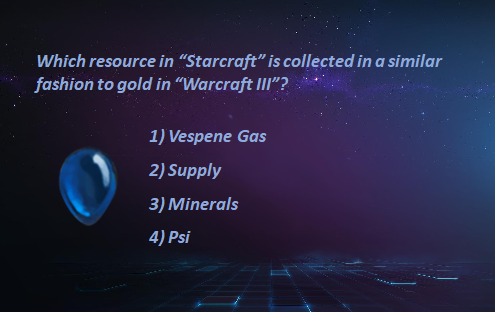 Which resource in “Starcraft” is collected in a similar
fashion to gold in “Warcraft III”?
1) Vespene Gas
2) Supply
3) Minerals
4) Psi